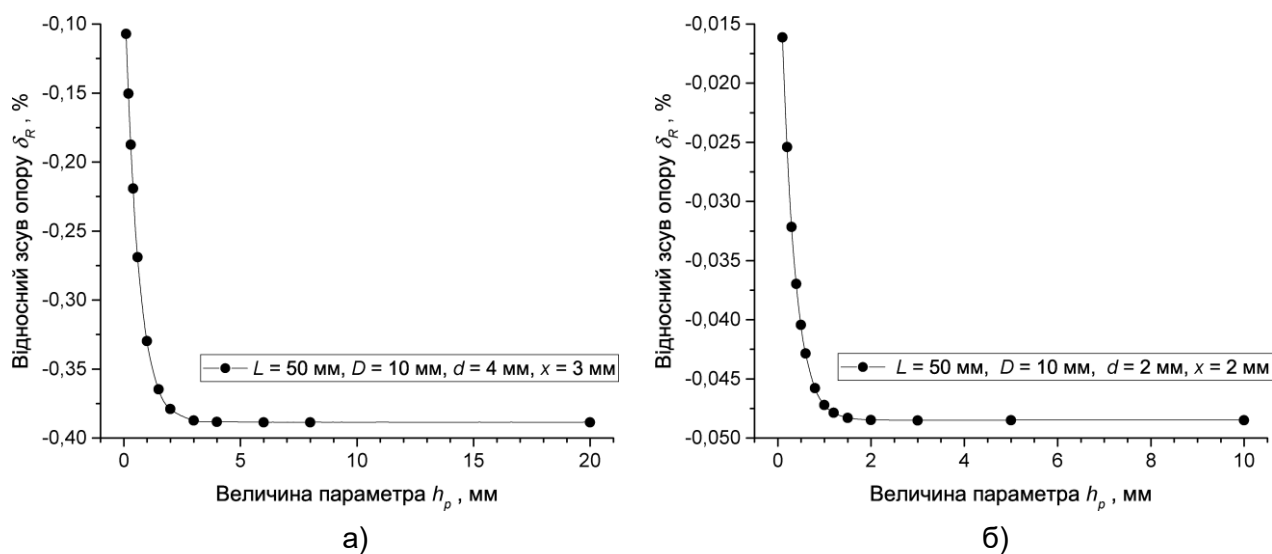 -0,10
-0,15
-0,20
-0,25
-0,30
-0,35
-0,40
Відносний зсув опору δR , %
L = 50 мм, D = 10 мм, d = 4 мм, x = 3 мм
0 5 10 15 20
Величина параметра hp , мм
а)
-0,015
-0,020
-0,025
-0,030
-0,035
-0,040
-0,045
-0,050
Відносний зсув опору δR , %
L = 50 мм, D = 10 мм, d = 2 мм, x = 2 мм
0 2 4 6 8 10
Величина параметра hp , мм
б)